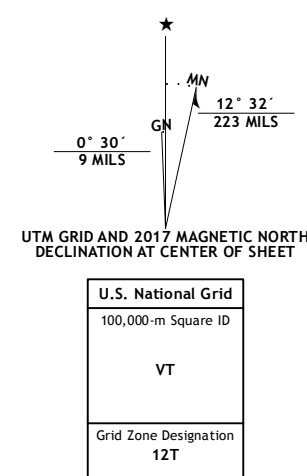 ★
MN
GN
12° 32´
223 MILS
0° 30´
9 MILS
UTM GRID AND 2017 MAGNETIC NORTH
DECLINATION AT CENTER OF SHEET
U.S. National Grid
100,000-m Square ID
VT
Grid Zone Designation
12T